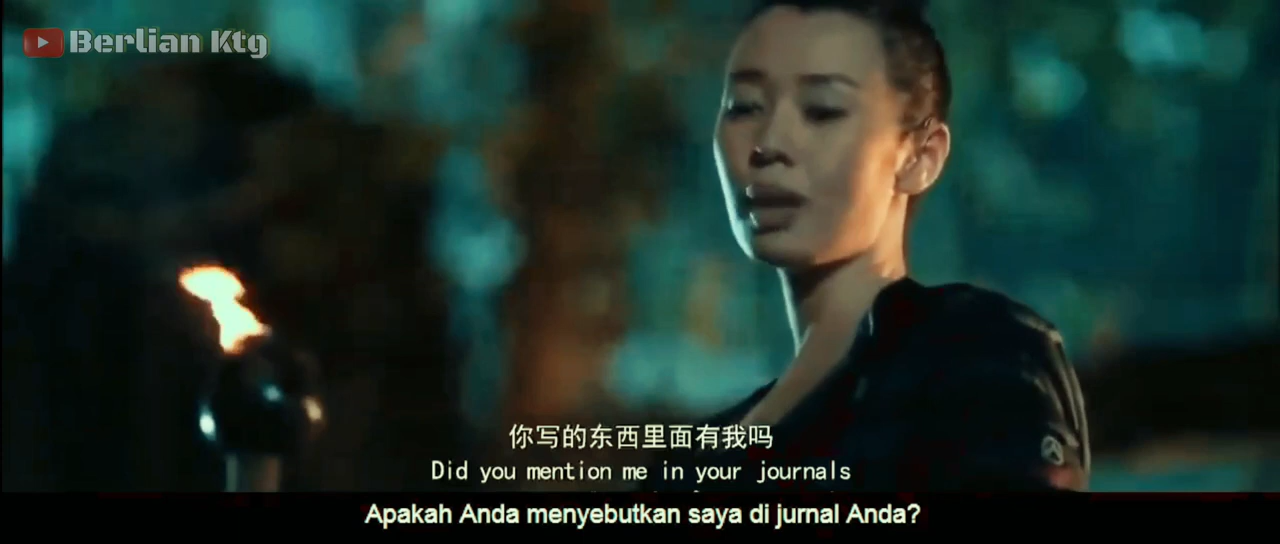 Berlian Ktg
你写的东西里面有我吗
Did you mention me in your journals
Apakah Anda menyebutkan saya di jurnal Anda?